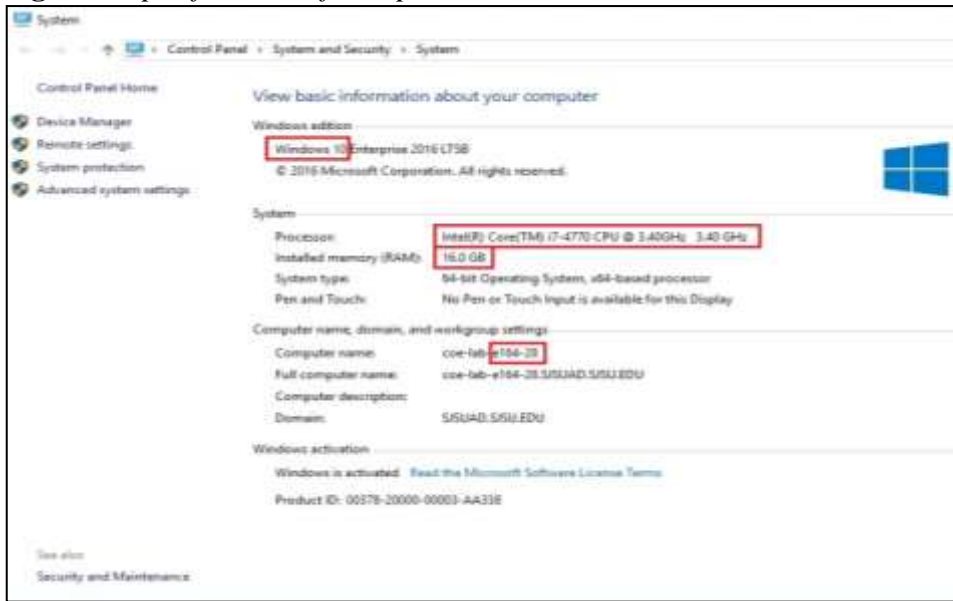 System
Control Panel › System and Security › System
Control Panel Home
View basic information about your computer
Device Manager
Windows edition
Remote settings
Windows 10 Enterprise 2016 LTSB
System protection
© 2016 Microsoft Corporation. All rights reserved.
Advanced system settings
System
Processor: Intel(R) Core(TM) i7-4770 CPU @ 3.40GHz 3.40 GHz
Installed memory (RAM): 16.0 GB
System type: 64-bit Operating System, x64-based processor
Pen and Touch: No Pen or Touch Input is available for this Display
Computer name, domain, and workgroup settings
Computer name: coe-lab-e164-28
Full computer name: coe-lab-e164-28.SJSUAD.SJSU.EDU
Computer description:
Domain: SJSUAD.SJSU.EDU
Windows activation
Windows is activated Read the Microsoft Software License Terms
Product ID: 00378-20000-00003-AA338
See also
Security and Maintenance